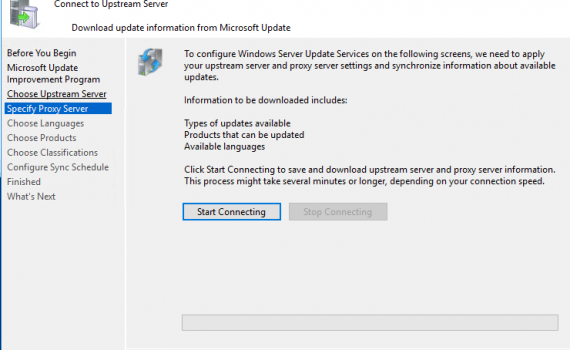 Connect to Upstream Server
Download update information from Microsoft Update
Before You Begin
Microsoft Update
Improvement Program
Choose Upstream Server
Specify Proxy Server
Choose Languages
Choose Products
Choose Classifications
Configure Sync Schedule
Finished
What's Next
To configure Windows Server Update Services on the following screens, we need to apply
your upstream server and proxy server settings and synchronize information about available
updates.
Information to be downloaded includes:
Types of updates available
Products that can be updated
Available languages
Click Start Connecting to save and download upstream server and proxy server information.
This process might take several minutes or longer, depending on your connection speed.
Start Connecting
Stop Connecting